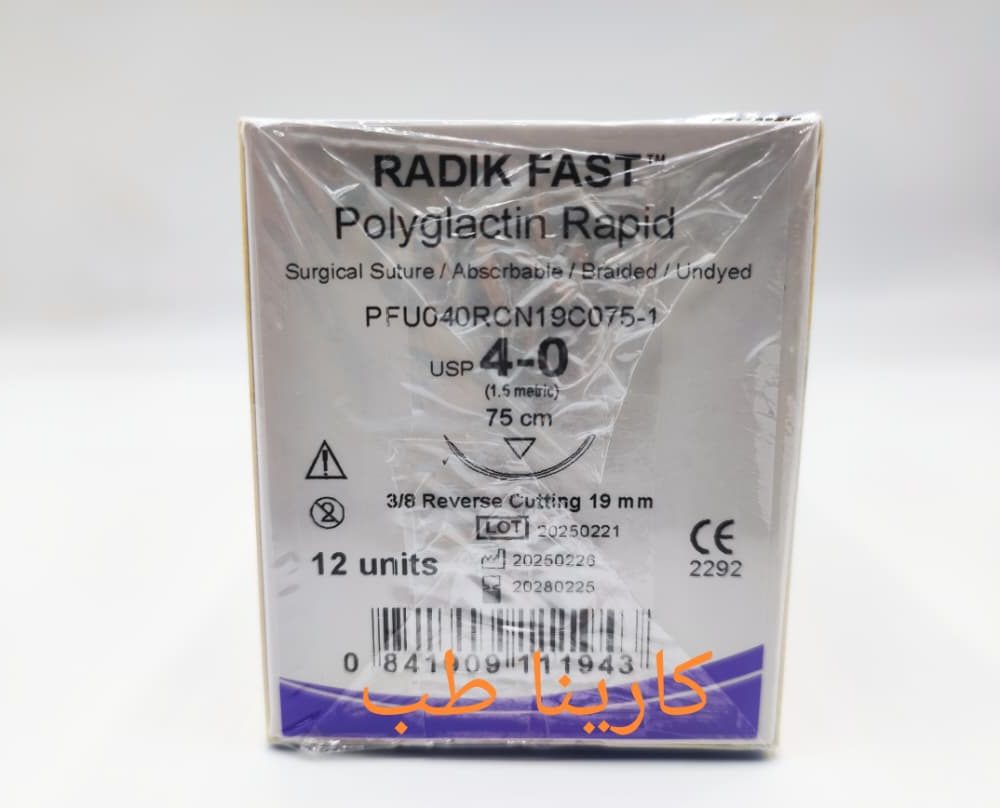 RADIK FAST™
Polyglactin Rapid
Surgical Suture / Absorbable / Braided / Undyed
PFU040RCN19C075-1
USP 4-0
(1.5 metric)
75 cm
3/8 Reverse Cutting 19 mm
LOT 20250221
12 units
20250226
20280225
CE
2292
0 841909 111943
کارینا طب